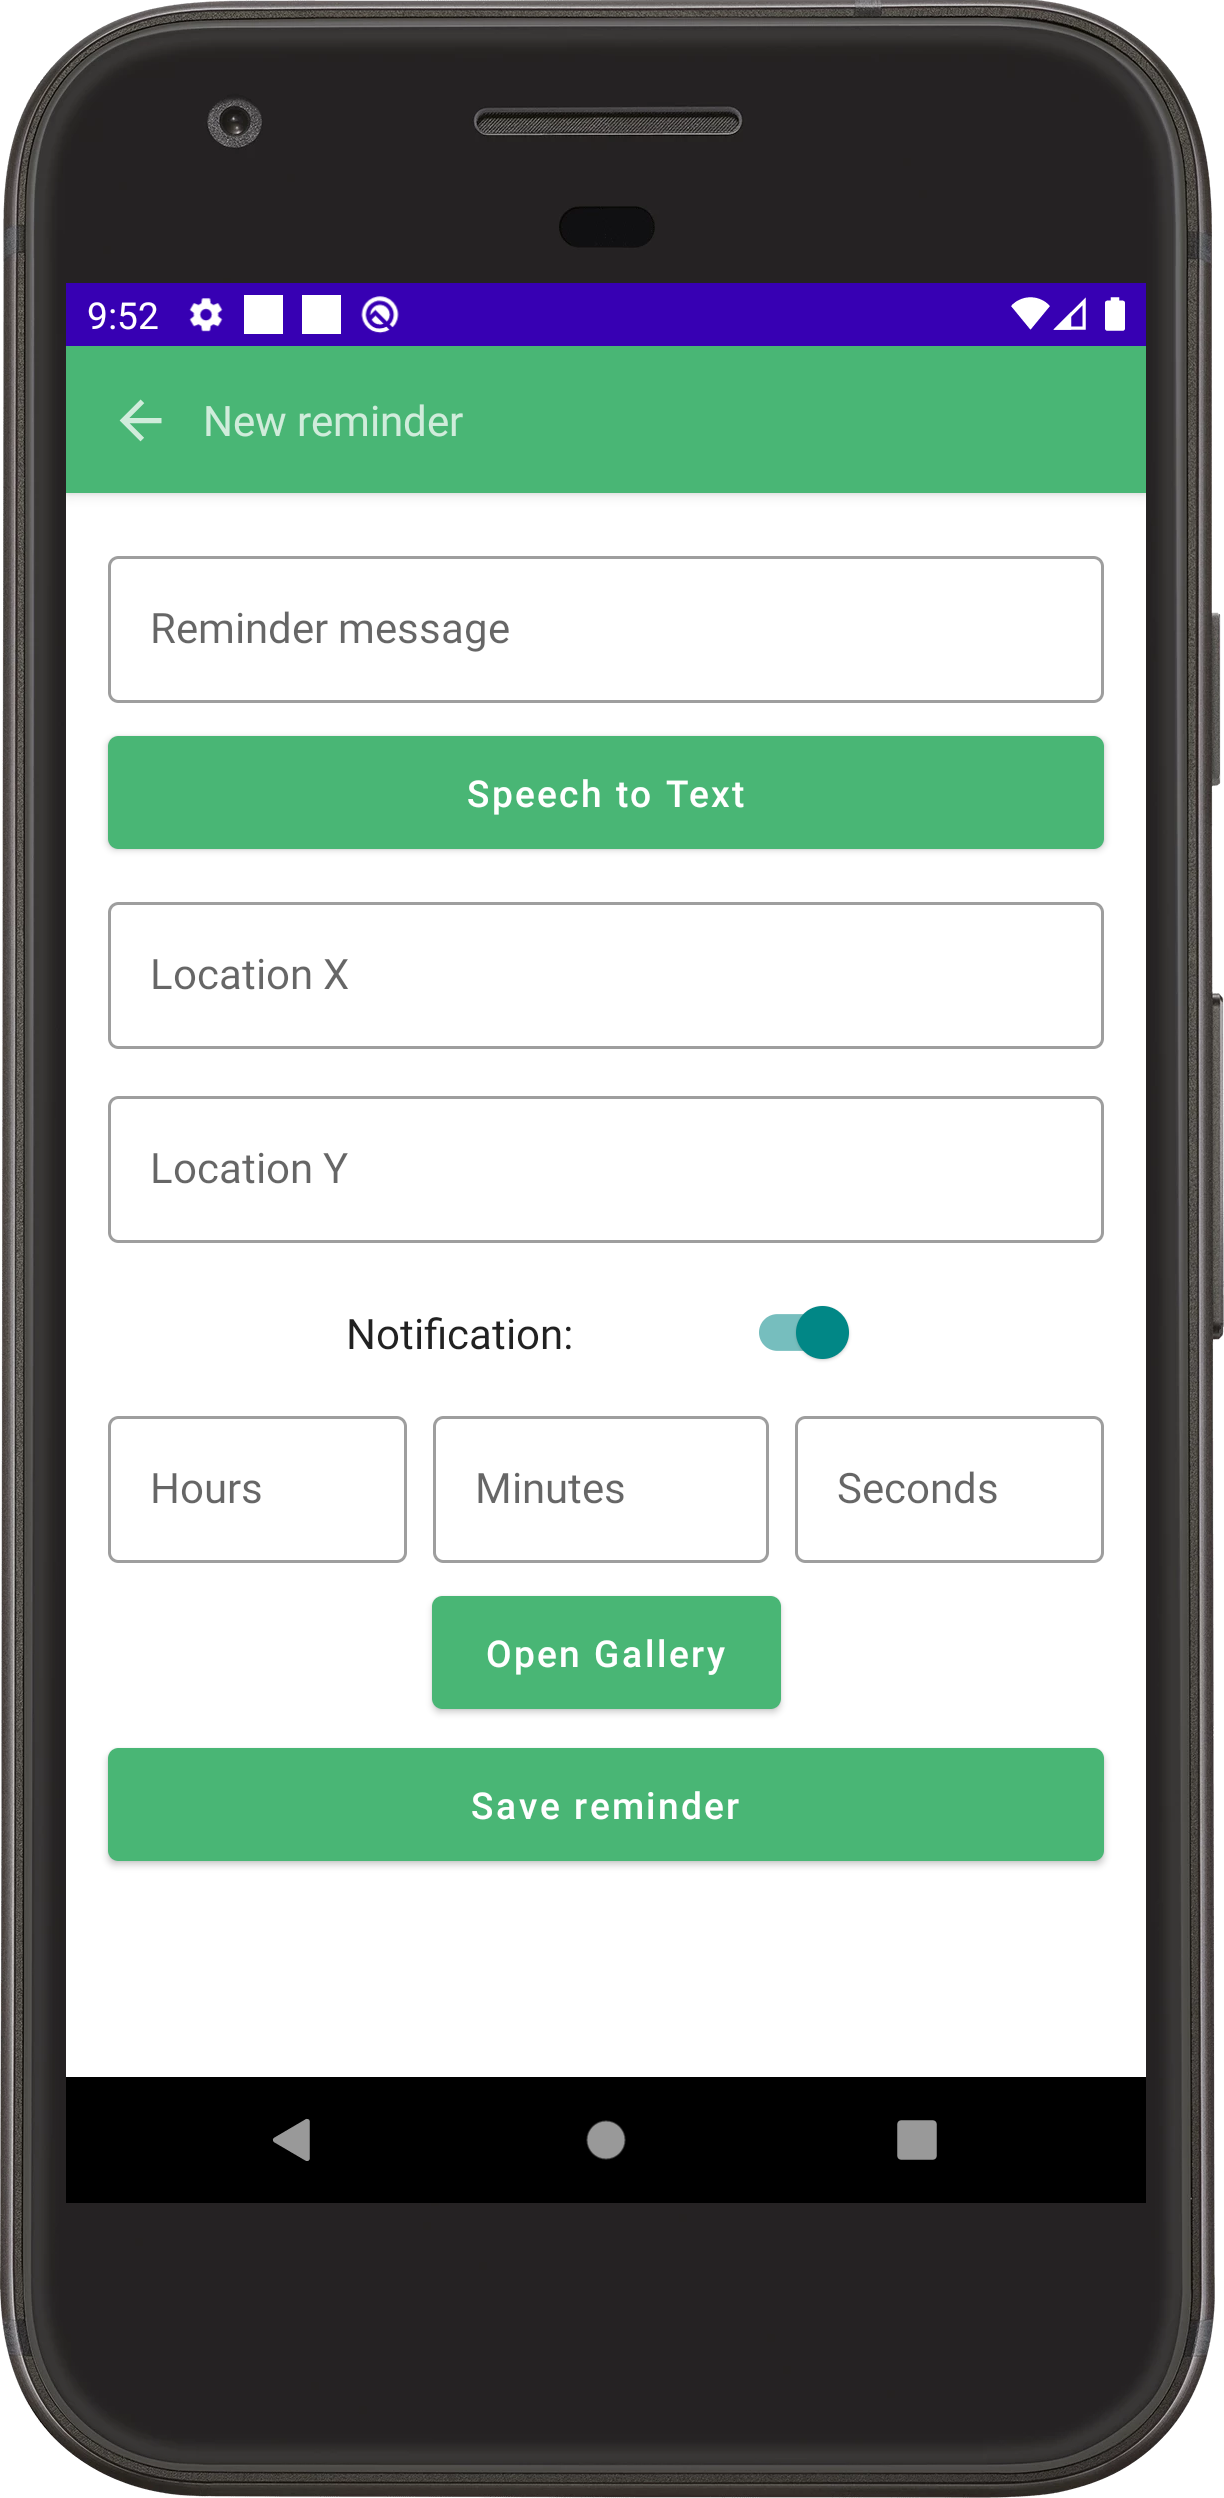 9:52
New reminder
Reminder message
Speech to Text
Location X
Location Y
Notification:
Hours Minutes Seconds
Open Gallery
Save reminder